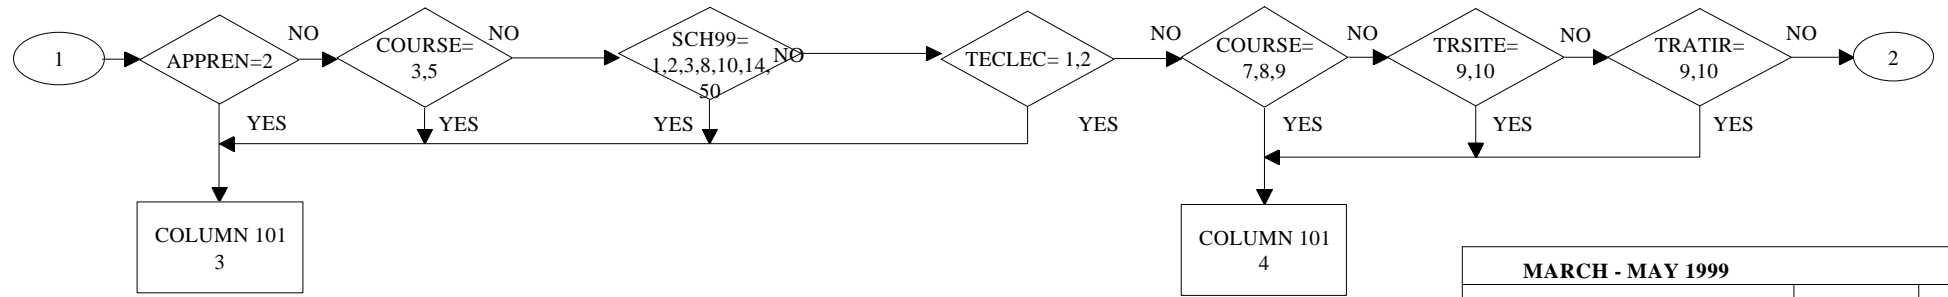 1
APPREN=2
NO
COURSE=
3,5
NO
SCH99=
1,2,3,8,10,14,
50
NO
TECLEC= 1,2
NO
COURSE=
7,8,9
NO
TRSITE=
9,10
NO
TRATIR=
9,10
NO
2
YES
YES
YES
YES
YES
YES
YES
COLUMN 101
3
COLUMN 101
4
MARCH - MAY 1999